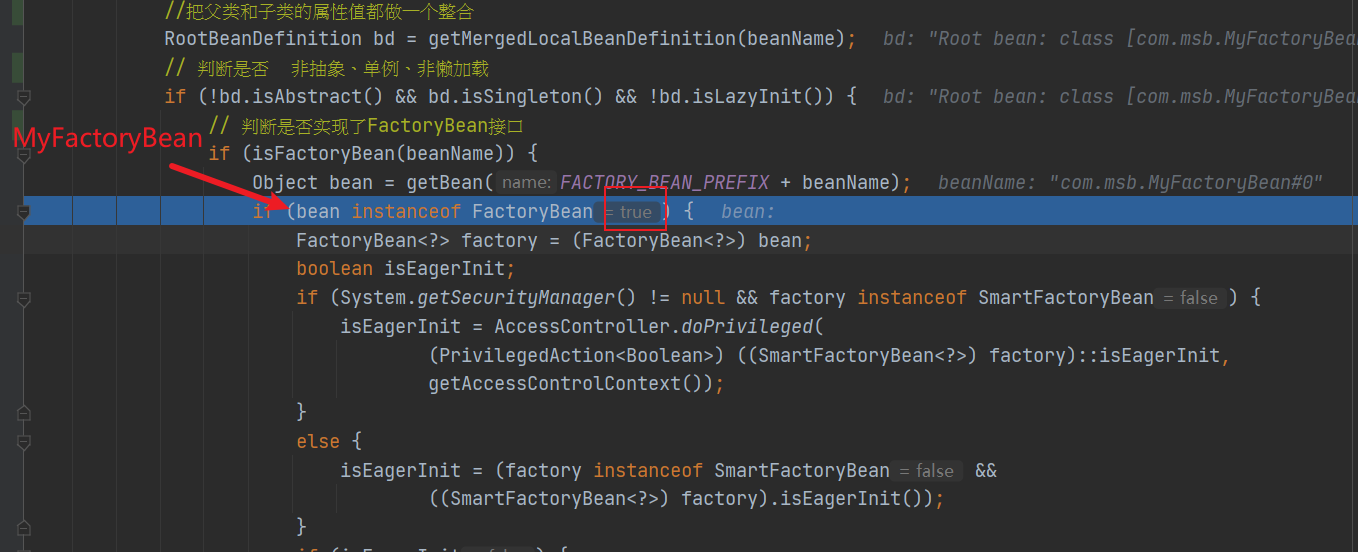 //把父类和子类的属性值都做一个整合
RootBeanDefinition bd = getMergedLocalBeanDefinition(beanName); bd: "Root bean: class [com.msb.MyFactoryBea
// 判断是否 非抽象、单例、非懒加载
if (!bd.isAbstract() && bd.isSingleton() && !bd.isLazyInit()) { bd: "Root bean: class [com.msb.MyFactoryBea
// 判断是否实现了FactoryBean接口
MyFactoryBean
if (isFactoryBean(beanName)) {
Object bean = getBean( name: FACTORY_BEAN_PREFIX + beanName); beanName: "com.msb.MyFactoryBean#0"
if (bean instanceof FactoryBean = true ) { bean:
FactoryBean<?> factory = (FactoryBean<?>) bean;
boolean isEagerInit;
if (System.getSecurityManager() != null && factory instanceof SmartFactoryBean = false ) {
isEagerInit = AccessController.doPrivileged(
(PrivilegedAction<Boolean>) ((SmartFactoryBean<?>) factory)::isEagerInit,
getAccessControlContext());
}
else {
isEagerInit = (factory instanceof SmartFactoryBean = false &&
((SmartFactoryBean<?>) factory).isEagerInit());
}